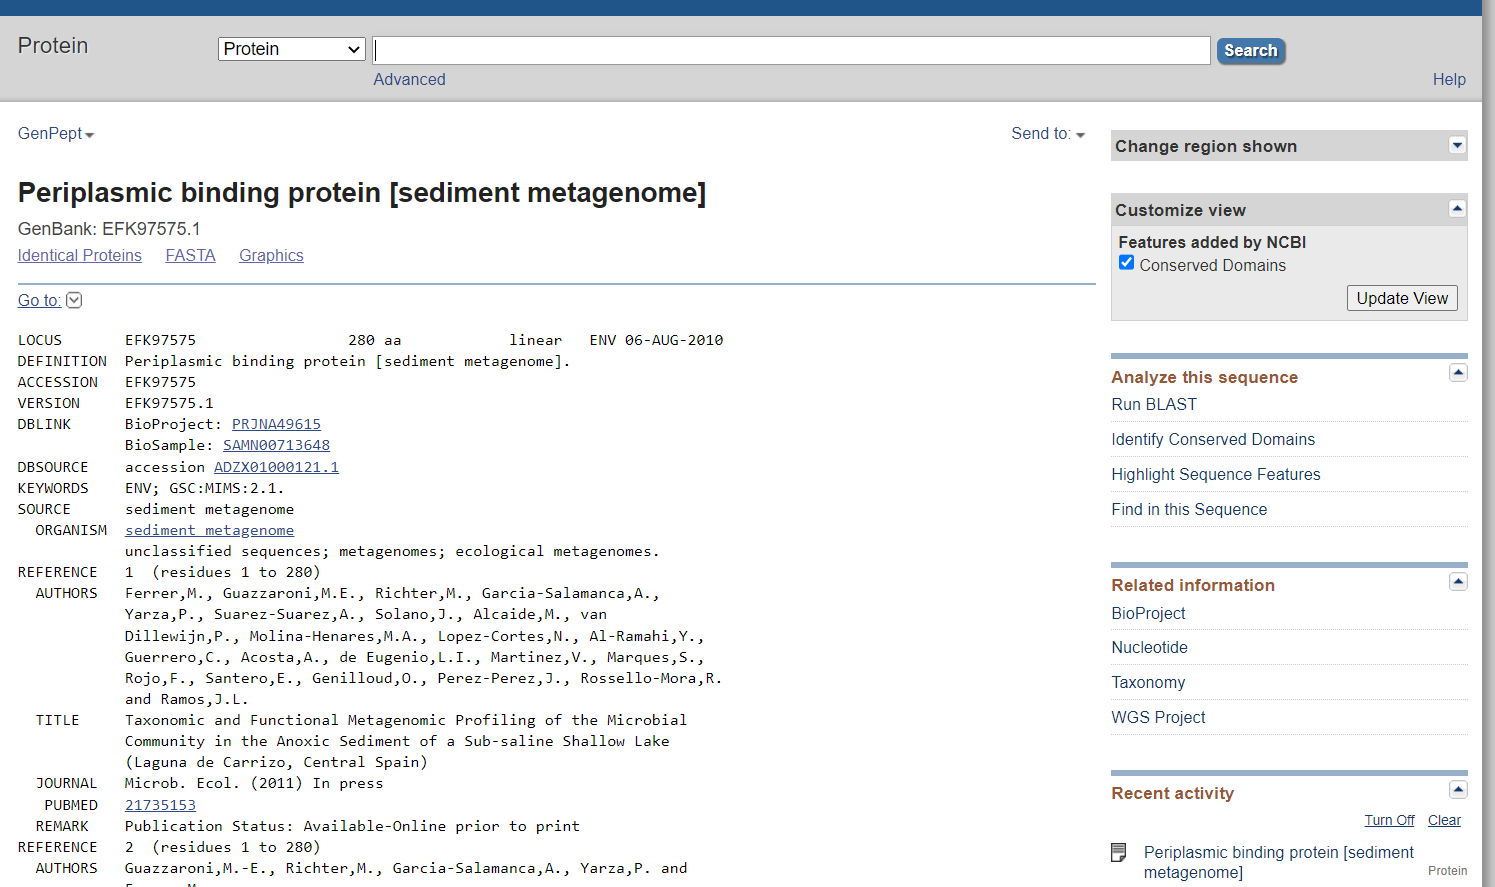 Protein
Protein
Search
Advanced
Help
GenPept
Send to:
Periplasmic binding protein [sediment metagenome]
GenBank: EFK97575.1
Identical Proteins FASTA Graphics
Go to:
LOCUS EFK97575 280 aa linear ENV 06-AUG-2010
DEFINITION Periplasmic binding protein [sediment metagenome].
ACCESSION EFK97575
VERSION EFK97575.1
DBLINK BioProject: PRJNA49615
BioSample: SAMN00713648
DBSOURCE accession ADZX01000121.1
KEYWORDS ENV; GSC:MIMS:2.1.
SOURCE sediment metagenome
ORGANISM sediment metagenome
unclassified sequences; metagenomes; ecological metagenomes.
REFERENCE 1 (residues 1 to 280)
AUTHORS Ferrer,M., Guazzaroni,M.E., Richter,M., Garcia-Salamanca,A.,
Yarza,P., Suarez-Suarez,A., Solano,J., Alcaide,M., van
Dillewijn,P., Molina-Henares,M.A., Lopez-Cortes,N., Al-Ramahi,Y.,
Guerrero,C., Acosta,A., de Eugenio,L.I., Martinez,V., Marques,S.,
Rojo,F., Santero,E., Genilloud,O., Perez-Perez,J., Rossello-Mora,R.
and Ramos,J.L.
TITLE Taxonomic and Functional Metagenomic Profiling of the Microbial
Community in the Anoxic Sediment of a Sub-saline Shallow Lake
(Laguna de Carrizo, Central Spain)
JOURNAL Microb. Ecol. (2011) In press
PUBMED 21735153
REMARK Publication Status: Available-Online prior to print
REFERENCE 2 (residues 1 to 280)
AUTHORS Guazzaroni,M.-E., Richter,M., Garcia-Salamanca,A., Yarza,P. and
Change region shown
Customize view
Features added by NCBI
Conserved Domains
Update View
Analyze this sequence
Run BLAST
Identify Conserved Domains
Highlight Sequence Features
Find in this Sequence
Related information
BioProject
Nucleotide
Taxonomy
WGS Project
Recent activity
Turn Off Clear
Periplasmic binding protein [sediment
metagenome]
Protein